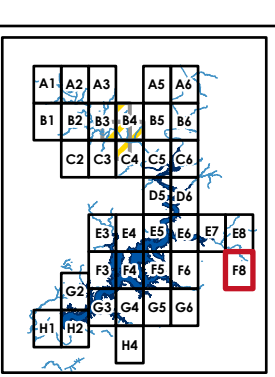 A1 A2 A3 A5 A6
B1 B2 B3 B4 B5 B6
C2 C3 C4 C5 C6
D5 D6
E3 E4 E5 E6 E7 E8
F3 F4 F5 F6 F8
G2
G3 G4 G5 G6
H1 H2
H4